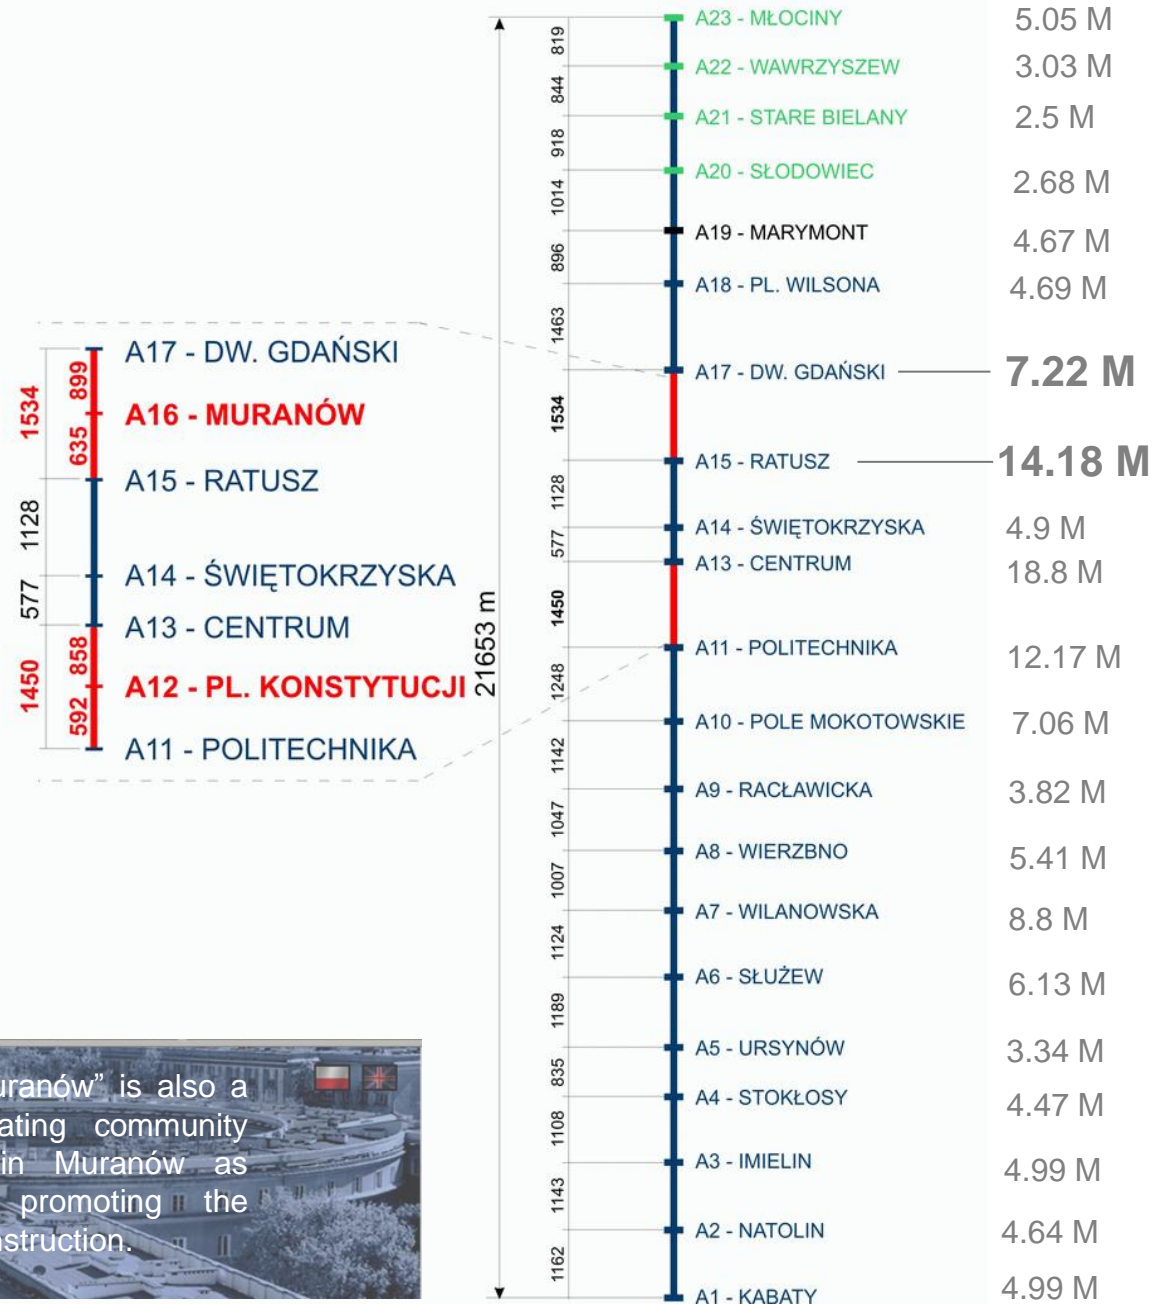 A23 - MŁOCINY 5.05 M
819
A22 - WAWRZYSZEW 3.03 M
844
A21 - STARE BIELANY 2.5 M
918
A20 - SŁODOWIEC 2.68 M
1014
A19 - MARYMONT 4.67 M
896
A18 - PL. WILSONA 4.69 M
1463
A17 - DW. GDAŃSKI 7.22 M
1534
A15 - RATUSZ 14.18 M
1128
A14 - ŚWIĘTOKRZYSKA 4.9 M
577
A13 - CENTRUM 18.8 M
1450
A11 - POLITECHNIKA 12.17 M
1248
A10 - POLE MOKOTOWSKIE 7.06 M
1142
A9 - RACŁAWICKA 3.82 M
1047
A8 - WIERZBNO 5.41 M
1007
A7 - WILANOWSKA 8.8 M
1124
A6 - SŁUŻEW 6.13 M
1189
A5 - URSYNÓW 3.34 M
835
A4 - STOKŁOSY 4.47 M
1108
A3 - IMIELIN 4.99 M
1143
A2 - NATOLIN 4.64 M
1162
A1 - KABATY 4.99 M
21653 m
A17 - DW. GDAŃSKI
1534 899
A16 - MURANÓW
635
A15 - RATUSZ
1128
A14 - ŚWIĘTOKRZYSKA
577
A13 - CENTRUM
1450 858
A12 - PL. KONSTYTUCJI
592
A11 - POLITECHNIKA
uranów” is also a
ating community
in Muranów as
promoting the
nstruction.